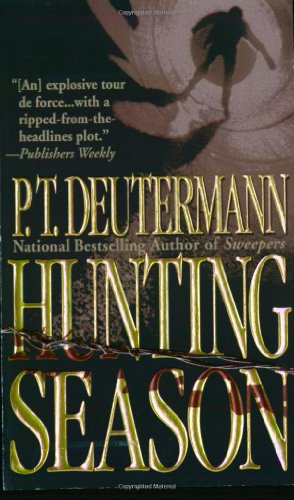 “[An] explosive tour
de force...with a
ripped-from-the-
headlines plot.”
—Publishers Weekly
P.T. DEUTERMANN
National Bestselling Author of Sweepers
HUNTING
SEASON